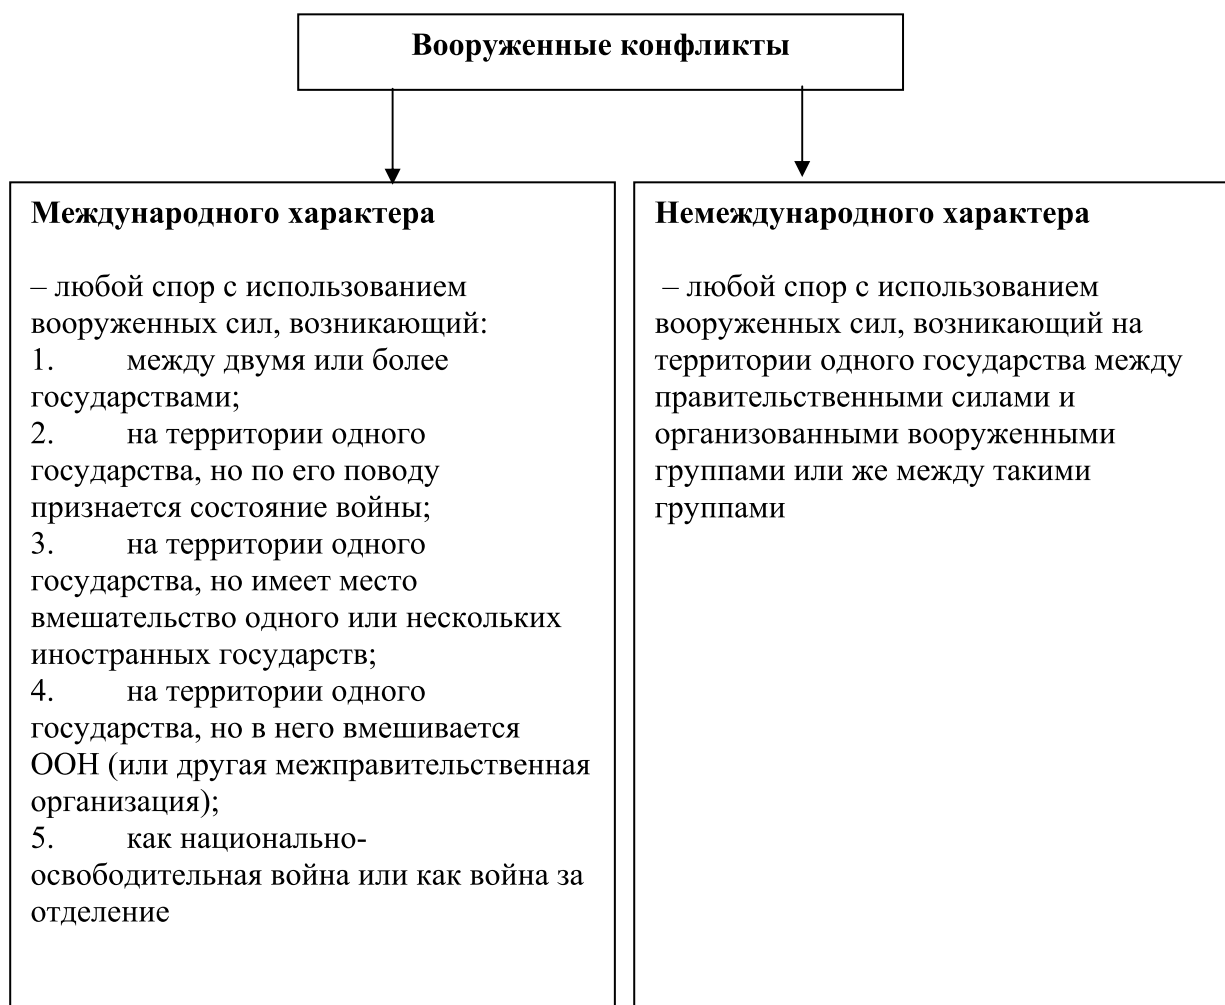 Вооруженные конфликты
Международного характера
– любой спор с использованием
вооруженных сил, возникающий:
1. между двумя или более
государствами;
2. на территории одного
государства, но по его поводу
признается состояние войны;
3. на территории одного
государства, но имеет место
вмешательство одного или нескольких
иностранных государств;
4. на территории одного
государства, но в него вмешивается
ООН (или другая межправительственная
организация);
5. как национально-
освободительная война или как война за
отделение
Немеждународного характера
– любой спор с использованием
вооруженных сил, возникающий на
территории одного государства между
правительственными силами и
организованными вооруженными
группами или же между такими
группами